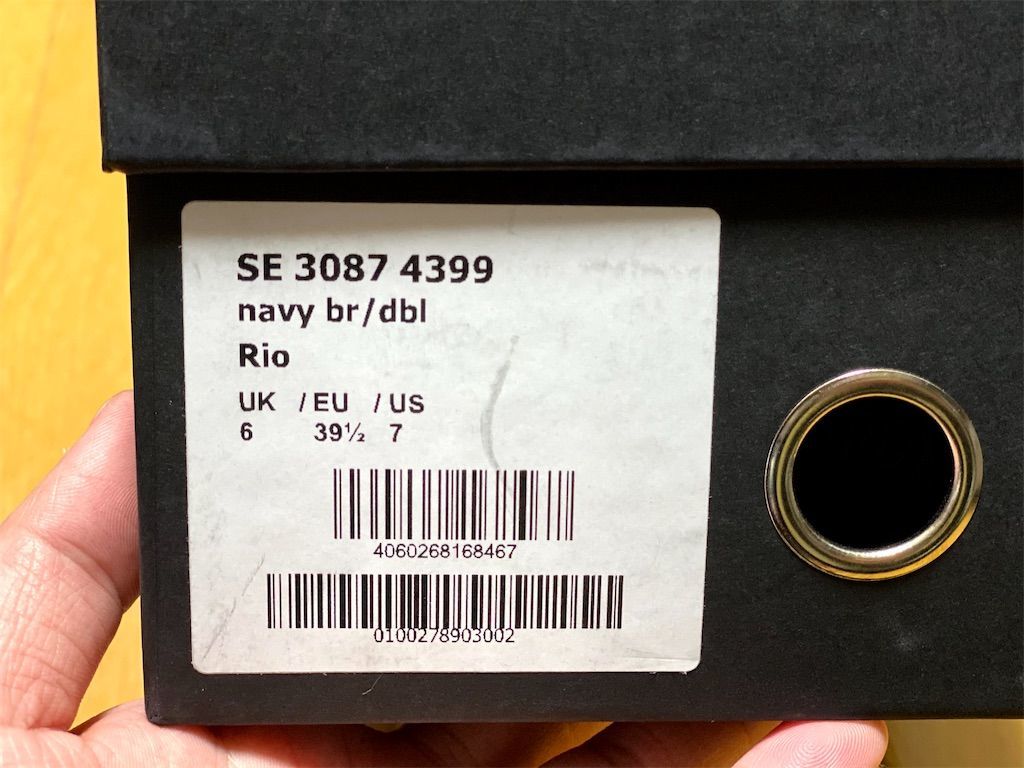 SE 3087 4399
navy br/dbl
Rio
UK / EU / US
6 39½ 7
4060268168467
0100278903002